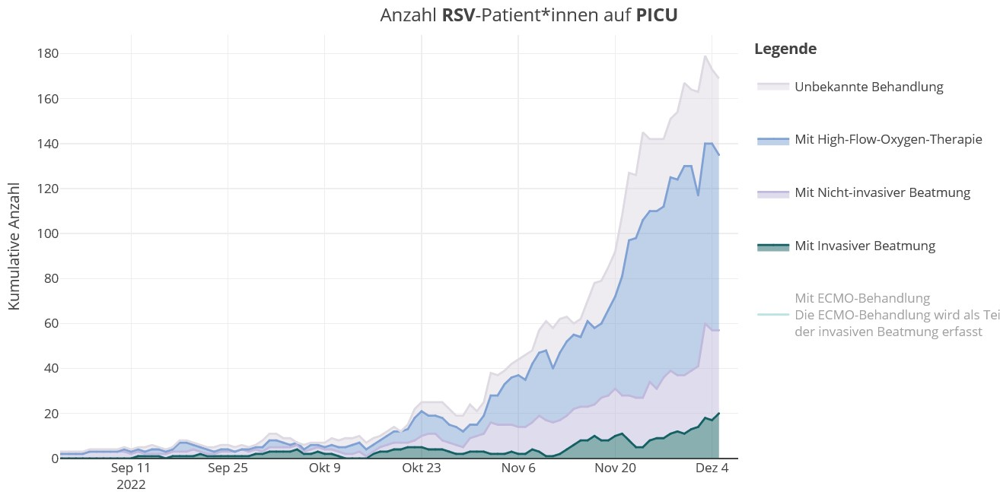 Anzahl RSV-Patient*innen auf PICU
Legende
Unbekannte Behandlung
Mit High-Flow-Oxygen-Therapie
Mit Nicht-invasiver Beatmung
Mit Invasiver Beatmung
Mit ECMO-Behandlung
Die ECMO-Behandlung wird als Tei
der invasiven Beatmung erfasst
Kumulative Anzahl
180
160
140
120
100
80
60
40
20
0
Sep 11 Sep 25 Okt 9 Okt 23 Nov 6 Nov 20 Dez 4
2022